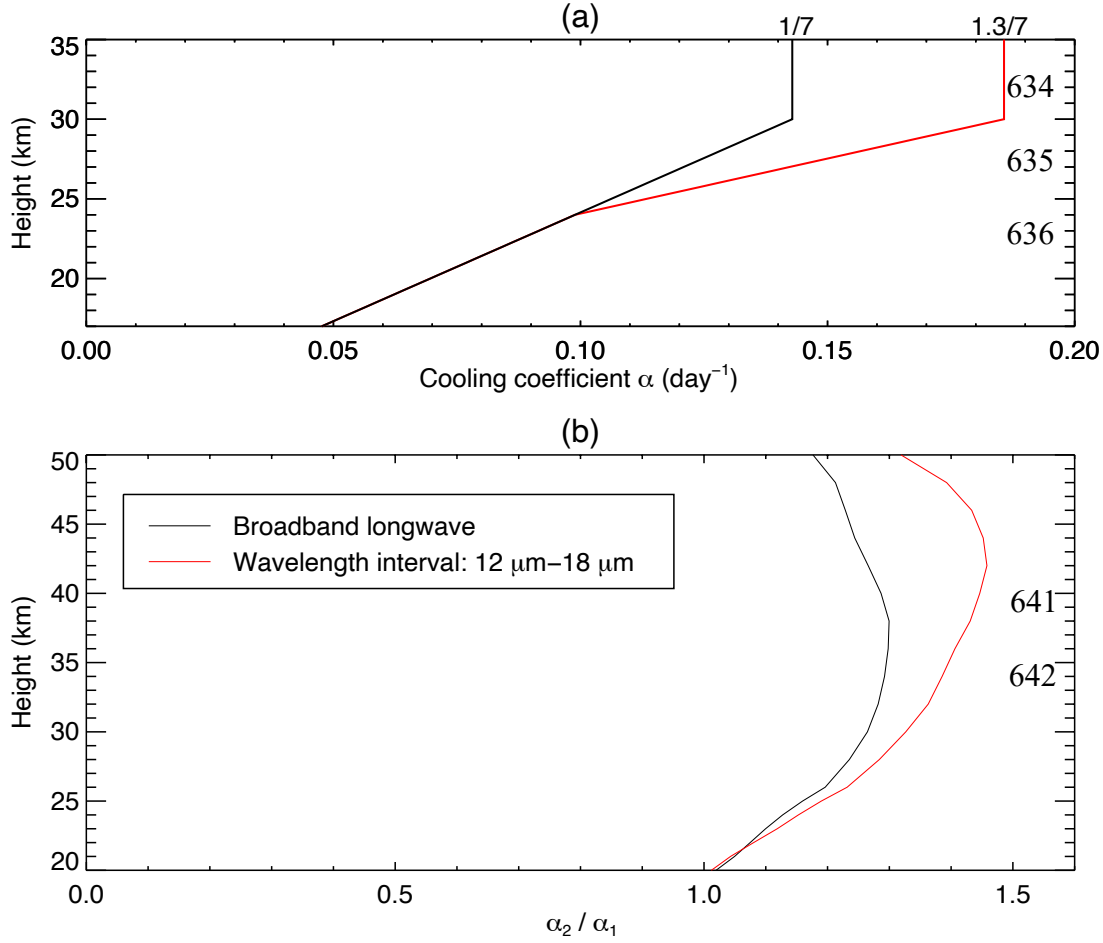 (a)
1/7 1.3/7
35
30
25
20
Height (km)
634
635
636
0.00 0.05 0.10 0.15 0.20
Cooling coefficient α (day⁻¹)
(b)
50
45
40
35
30
25
20
Height (km)
Broadband longwave
Wavelength interval: 12 μm−18 μm
641
642
0.0 0.5 1.0 1.5
α₂ / α₁